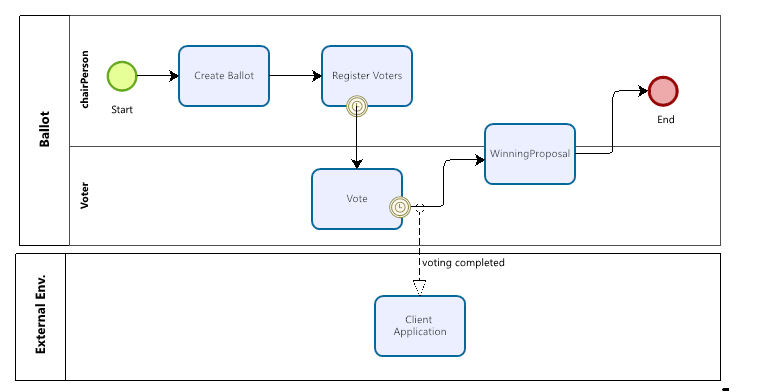 Ballot
chairPerson
Start
Create Ballot
Register Voters
End
WinningProposal
Voter
Vote
voting completed
External Env.
Client
Application